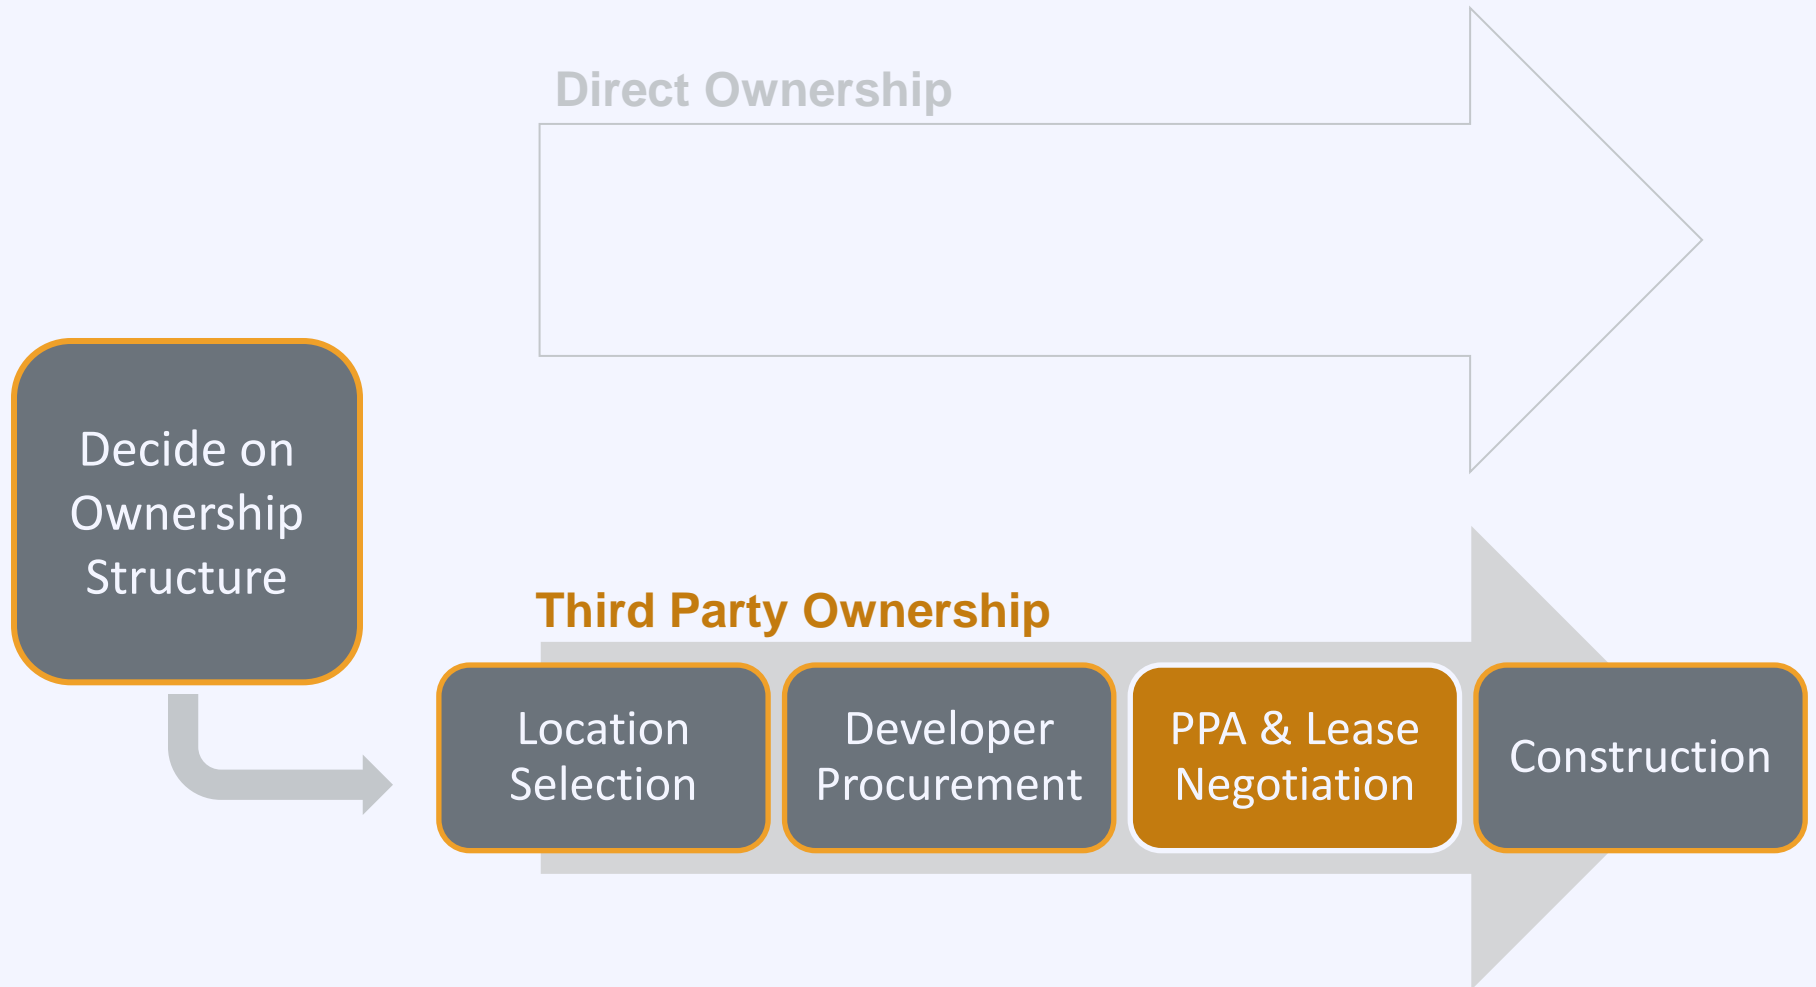 Direct Ownership
Decide on
Ownership
Structure
Third Party Ownership
Location
Selection
Developer
Procurement
PPA & Lease
Negotiation
Construction